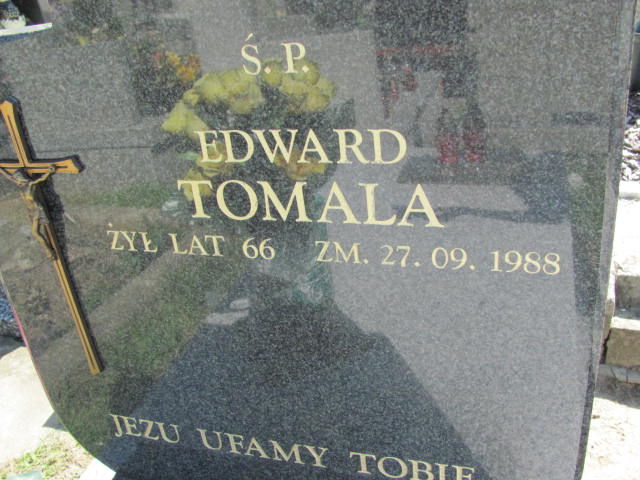 Ś. P.
EDWARD
TOMALA
ŻYŁ LAT 66 ZM. 27. 09. 1988
JEZU UFAMY TOBIE